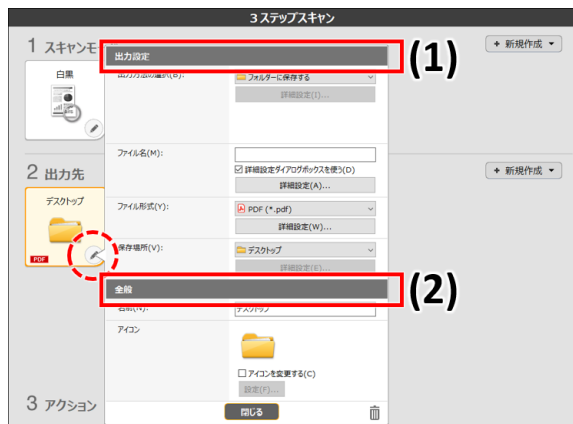 3ステップスキャン
1 スキャンモ
+ 新規作成
白黒
出力設定
(1)
出力方法の選択(B):
フォルダーに保存する
詳細設定(I)...
ファイル名(M):
詳細設定ダイアログボックスを使う(D)
詳細設定(A)...
2 出力先
+ 新規作成
デスクトップ
PDF
ファイル形式(Y):
PDF (*.pdf)
詳細設定(W)...
保存場所(V):
デスクトップ
詳細設定(E)...
全般
(2)
名前(N):
デスクトップ
アイコン
アイコンを変更する(C)
設定(F)...
3 アクション
閉じる